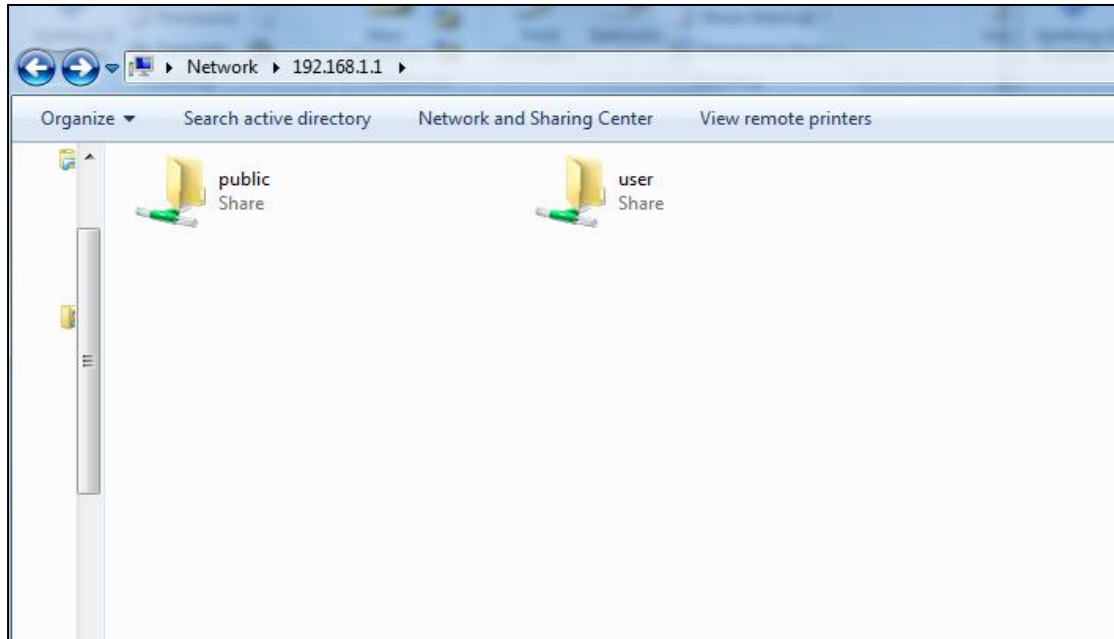 Network 192.168.1.1
Organize Search active directory Network and Sharing Center View remote printers
public user
Share Share